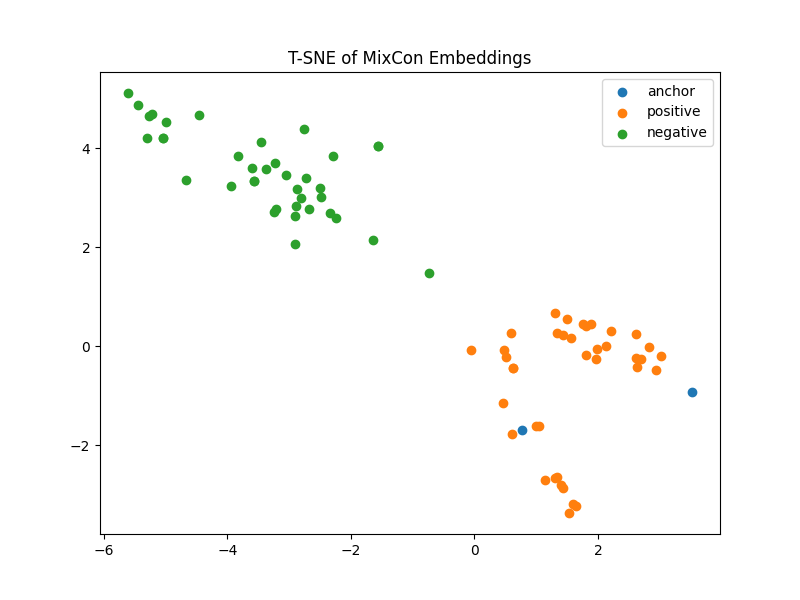 T-SNE of MixCon Embeddings
anchor
positive
negative
4
2
0
−2
−6
−4
−2
0
2